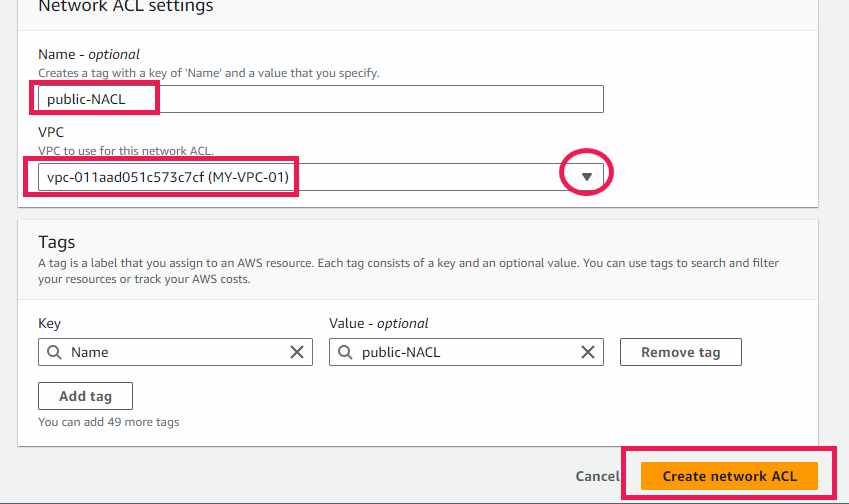 Network ACL settings
Name - optional
Creates a tag with a key of 'Name' and a value that you specify.
public-NACL
VPC
VPC to use for this network ACL.
vpc-011aad051c573c7cf (MY-VPC-01)
Tags
A tag is a label that you assign to an AWS resource. Each tag consists of a key and an optional value. You can use tags to search and filter
your resources or track your AWS costs.
Key Value - optional
Name public-NACL Remove tag
Add tag
You can add 49 more tags
Cancel Create network ACL